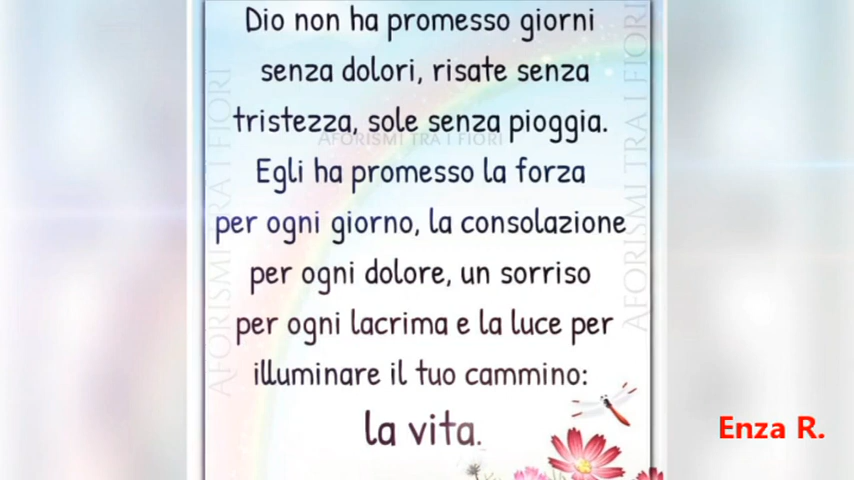 Dio non ha promesso giorni
senza dolori, risate senza
tristezza, sole senza pioggia.
AFORISMI TRA I FIORI
Egli ha promesso la forza
per ogni giorno, la consolazione
per ogni dolore, un sorriso
per ogni lacrima e la luce per
illuminare il tuo cammino:
la vita.
Enza R.
AFORISMI TRA I FIORI
AFORISMI TRA I FIORI